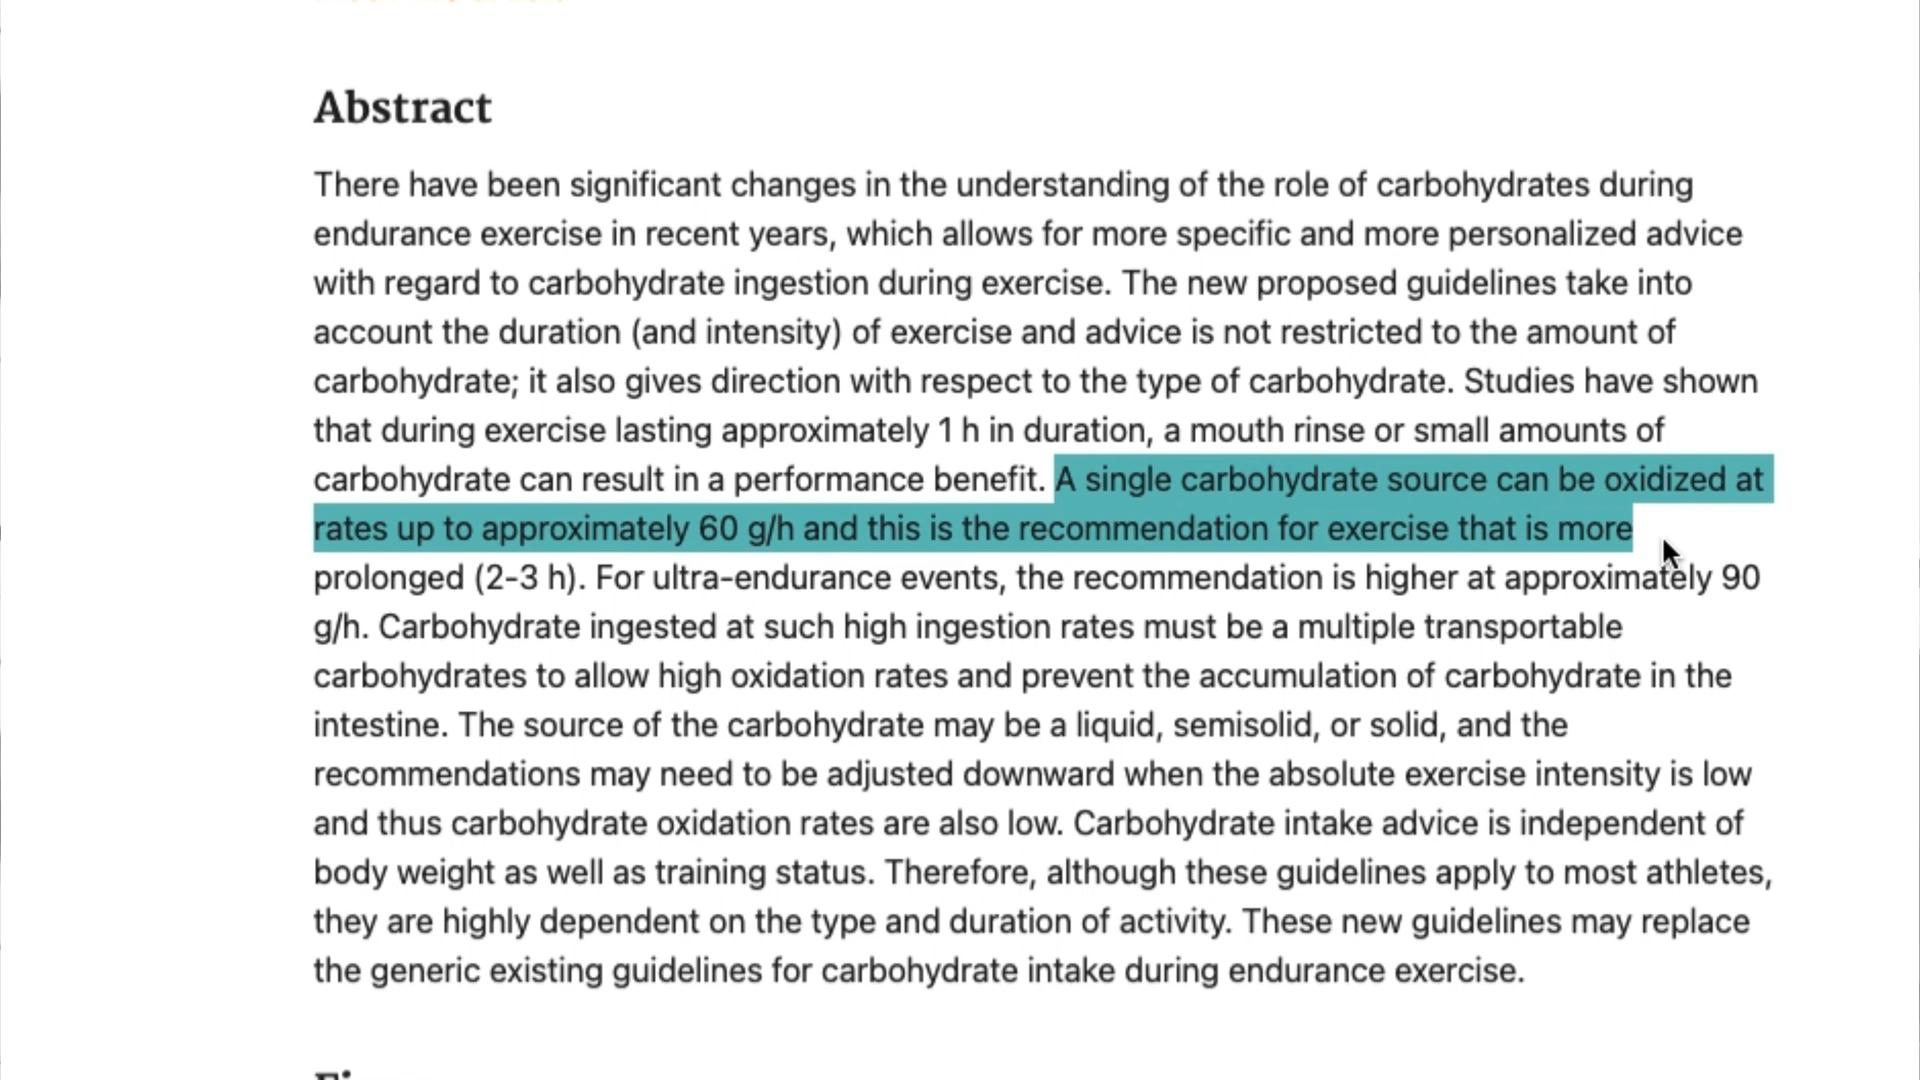 Abstract
There have been significant changes in the understanding of the role of carbohydrates during
endurance exercise in recent years, which allows for more specific and more personalized advice
with regard to carbohydrate ingestion during exercise. The new proposed guidelines take into
account the duration (and intensity) of exercise and advice is not restricted to the amount of
carbohydrate; it also gives direction with respect to the type of carbohydrate. Studies have shown
that during exercise lasting approximately 1 h in duration, a mouth rinse or small amounts of
carbohydrate can result in a performance benefit. A single carbohydrate source can be oxidized at
rates up to approximately 60 g/h and this is the recommendation for exercise that is more
prolonged (2-3 h). For ultra-endurance events, the recommendation is higher at approximately 90
g/h. Carbohydrate ingested at such high ingestion rates must be a multiple transportable
carbohydrates to allow high oxidation rates and prevent the accumulation of carbohydrate in the
intestine. The source of the carbohydrate may be a liquid, semisolid, or solid, and the
recommendations may need to be adjusted downward when the absolute exercise intensity is low
and thus carbohydrate oxidation rates are also low. Carbohydrate intake advice is independent of
body weight as well as training status. Therefore, although these guidelines apply to most athletes,
they are highly dependent on the type and duration of activity. These new guidelines may replace
the generic existing guidelines for carbohydrate intake during endurance exercise.